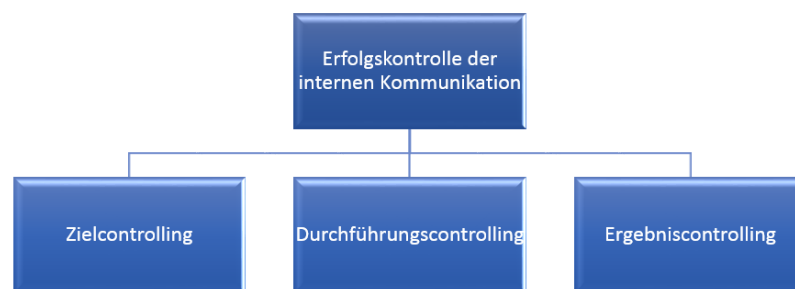 Erfolgskontrolle der
internen Kommunikation
Zielcontrolling
Durchführungscontrolling
Ergebniscontrolling